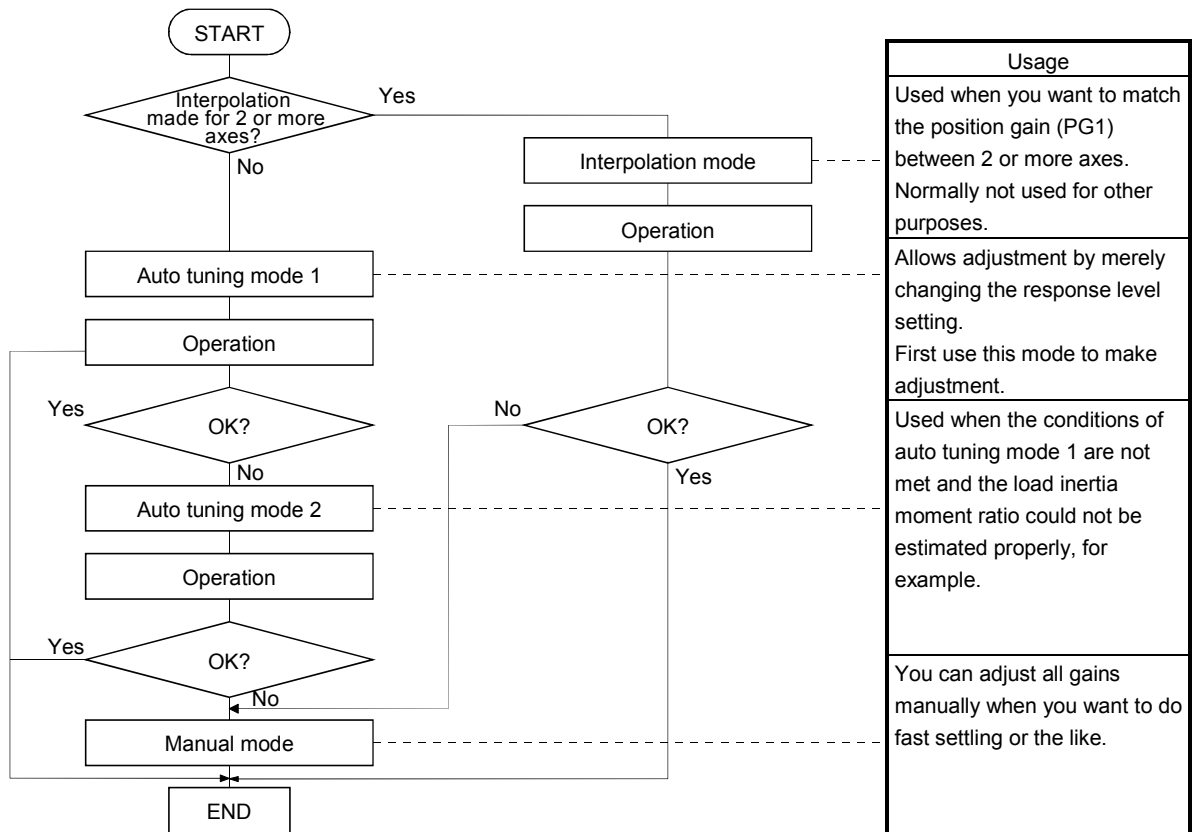 START
Interpolation
made for 2 or more
axes?
Yes
No
Interpolation mode
Operation
Auto tuning mode 1
Operation
Yes
OK?
No
No
OK?
Yes
Auto tuning mode 2
Operation
Yes
OK?
No
Manual mode
END
Usage
Used when you want to match
the position gain (PG1)
between 2 or more axes.
Normally not used for other
purposes.
Allows adjustment by merely
changing the response level
setting.
First use this mode to make
adjustment.
Used when the conditions of
auto tuning mode 1 are not
met and the load inertia
moment ratio could not be
estimated properly, for
example.
You can adjust all gains
manually when you want to do
fast settling or the like.